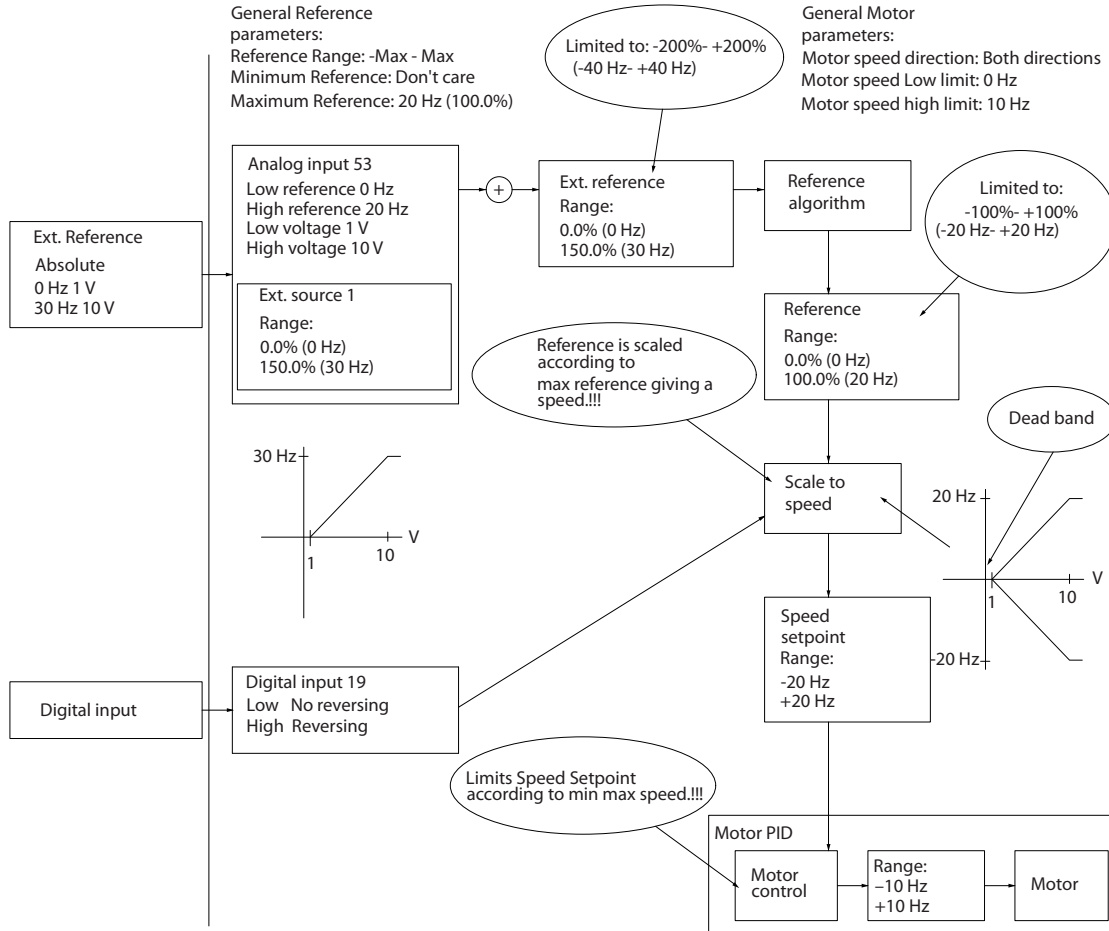 General Reference
parameters:
Reference Range: -Max - Max
Minimum Reference: Don't care
Maximum Reference: 20 Hz (100.0%)
Limited to: -200%- +200%
(-40 Hz- +40 Hz)
General Motor
parameters:
Motor speed direction: Both directions
Motor speed Low limit: 0 Hz
Motor speed high limit: 10 Hz
Ext. Reference
Absolute
0 Hz 1 V
30 Hz 10 V
Analog input 53
Low reference 0 Hz
High reference 20 Hz
Low voltage 1 V
High voltage 10 V
Ext. source 1
Range:
0.0% (0 Hz)
150.0% (30 Hz)
+
Ext. reference
Range:
0.0% (0 Hz)
150.0% (30 Hz)
Reference
algorithm
Limited to:
-100%- +100%
(-20 Hz- +20 Hz)
Reference
Range:
0.0% (0 Hz)
100.0% (20 Hz)
Reference is scaled
according to
max reference giving a
speed.!!!
Dead band
30 Hz
1
10
V
Scale to
speed
20 Hz
V
1
10
-20 Hz
Speed
setpoint
Range:
-20 Hz
+20 Hz
Digital input
Digital input 19
Low No reversing
High Reversing
Limits Speed Setpoint
according to min max speed.!!!
Motor PID
Motor
control
Range:
–10 Hz
+10 Hz
Motor